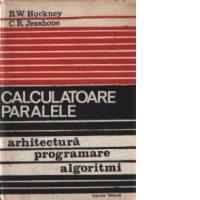 R.W. Hockney
C.R. Jesshope
CALCULATOARE
PARALELE
arhitectură
programare
algoritmi